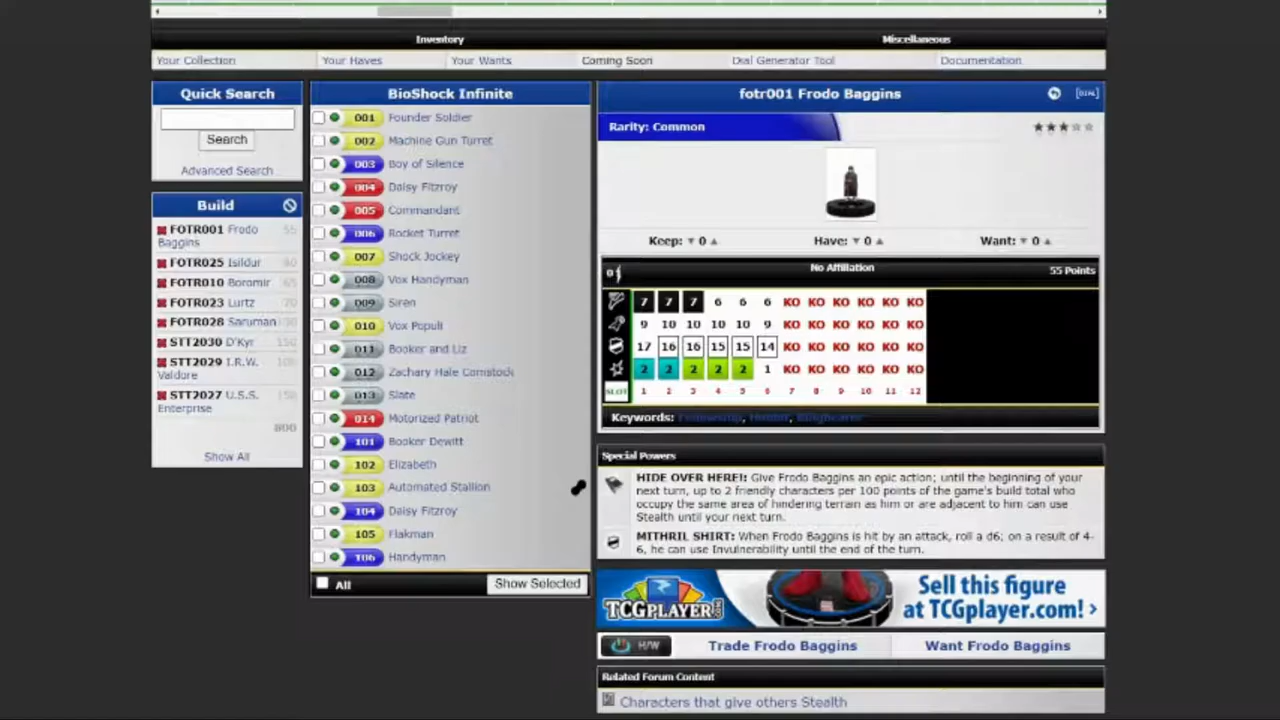 Inventory
Miscellaneous
Your Collection
Your Haves
Your Wants
Coming Soon
Dial Generator Tool
Documentation
Quick Search
Search
Advanced Search
Build
FOTR001 Frodo Baggins 55
FOTR025 Isildur
FOTR010 Boromir
FOTR023 Lurtz
FOTR028 Saruman
STT2030 D'Kyr
STT2029 I.R.W. Valdore
STT2027 U.S.S. Enterprise
800
Show All
BioShock Infinite
001 Founder Soldier
002 Machine Gun Turret
003 Boy of Silence
004 Daisy Fitzroy
005 Commandant
006 Rocket Turret
007 Shock Jockey
008 Vox Handyman
009 Siren
010 Vox Populi
011 Booker and Liz
012 Zachary Hale Comstock
013 Slate
014 Motorized Patriot
101 Booker Dewitt
102 Elizabeth
103 Automated Stallion
104 Daisy Fitzroy
105 Flakman
106 Handyman
All
Show Selected
fotr001 Frodo Baggins
[DIAL]
Rarity: Common
Keep: ▼ 0 ▲
Have: ▼ 0 ▲
Want: ▼ 0 ▲
0
No Affiliation
55 Points
7 7 7 6 6 6 KO KO KO KO KO KO
9 10 10 10 10 9 KO KO KO KO KO KO
17 16 16 15 15 14 KO KO KO KO KO KO
2 2 2 2 2 1 KO KO KO KO KO KO
SLOT 1 2 3 4 5 6 7 8 9 10 11 12
Keywords: Fellowship, Hobbit, Ringbearer
Special Powers
HIDE OVER HERE!: Give Frodo Baggins an epic action; until the beginning of your
next turn, up to 2 friendly characters per 100 points of the game's build total who
occupy the same area of hindering terrain as him or are adjacent to him can use
Stealth until your next turn.
MITHRIL SHIRT: When Frodo Baggins is hit by an attack, roll a d6; on a result of 4-
6, he can use Invulnerability until the end of the turn.
TCGPLAYER.COM
Sell this figure
at TCGplayer.com! ›
H/W
Trade Frodo Baggins
Want Frodo Baggins
Related Forum Content
Characters that give others Stealth